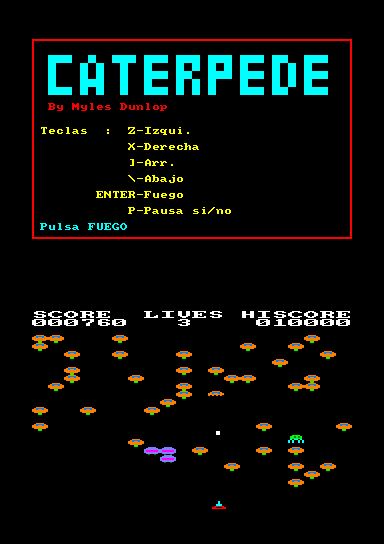 CATERPEDE
By Myles Dunlop
Teclas : Z-Izqui.
X-Derecha
]-Arr.
\-Abajo
ENTER-Fuego
P-Pausa si/no
Pulsa FUEGO
SCORE LIVES HISCORE
000760 3 010000